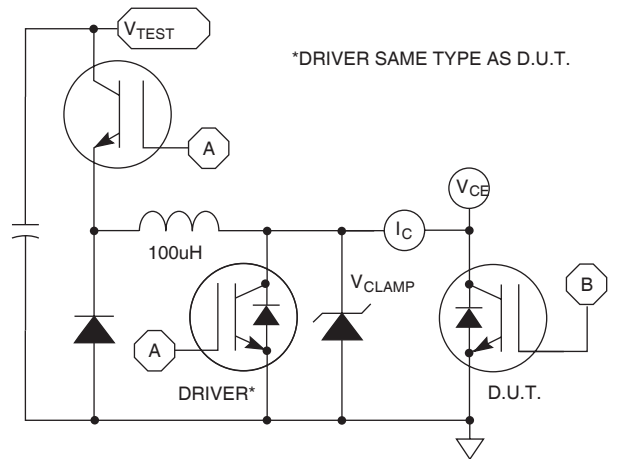 VTEST
*DRIVER SAME TYPE AS D.U.T.
A
VCE
IC
100uH
VCLAMP
B
A
DRIVER*
D.U.T.